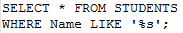 SELECT * FROM STUDENTS
WHERE Name LIKE '%s';